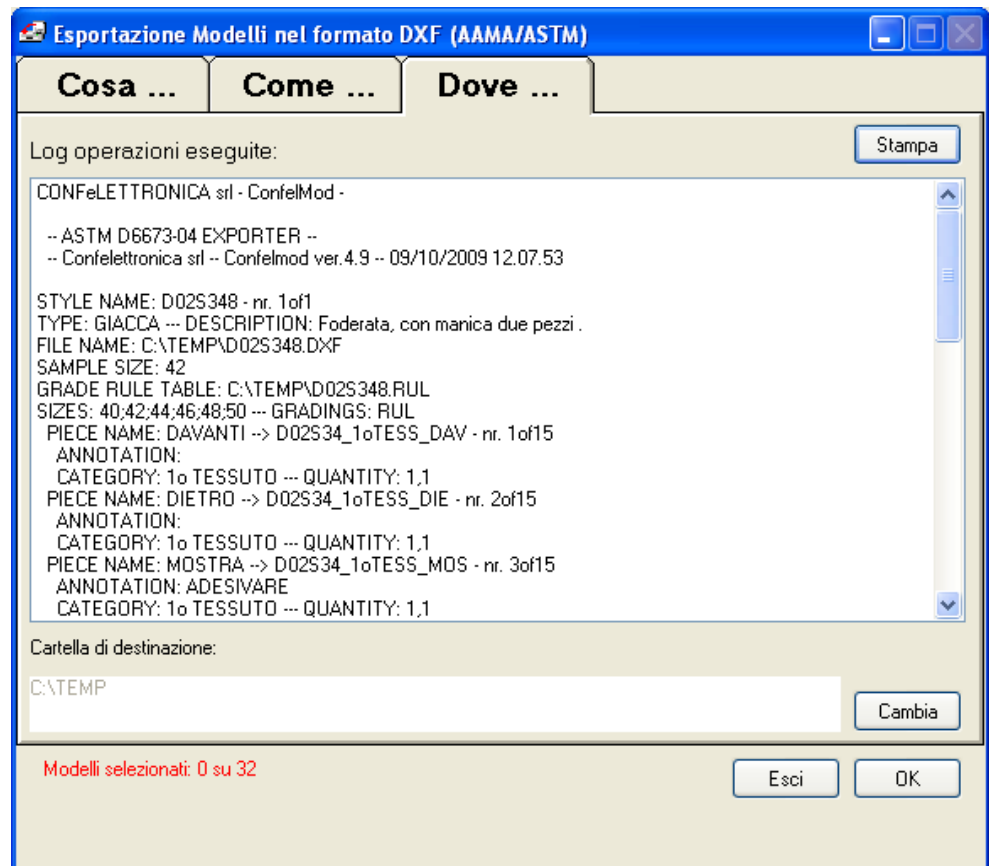 Esportazione Modelli nel formato DXF (AAMA/ASTM)
Cosa ... Come ... Dove ...
Log operazioni eseguite: Stampa
CONFeLETTRONICA srl - ConfelMod -
-- ASTM D6673-04 EXPORTER --
-- Confelettronica srl -- Confelmod ver.4.9 -- 09/10/2009 12.07.53
STYLE NAME: D02S348 - nr. 1of1
TYPE: GIACCA --- DESCRIPTION: Foderata, con manica due pezzi .
FILE NAME: C:\TEMP\D02S348.DXF
SAMPLE SIZE: 42
GRADE RULE TABLE: C:\TEMP\D02S348.RUL
SIZES: 40;42;44;46;48;50 --- GRADINGS: RUL
PIECE NAME: DAVANTI --> D02S34_1oTESS_DAV - nr. 1of15
ANNOTATION:
CATEGORY: 1o TESSUTO --- QUANTITY: 1,1
PIECE NAME: DIETRO --> D02S34_1oTESS_DIE - nr. 2of15
ANNOTATION:
CATEGORY: 1o TESSUTO --- QUANTITY: 1,1
PIECE NAME: MOSTRA --> D02S34_1oTESS_MOS - nr. 3of15
ANNOTATION: ADESIVARE
CATEGORY: 1o TESSUTO --- QUANTITY: 1,1
Cartella di destinazione:
C:\TEMP
Cambia
Modelli selezionati: 0 su 32
Esci OK